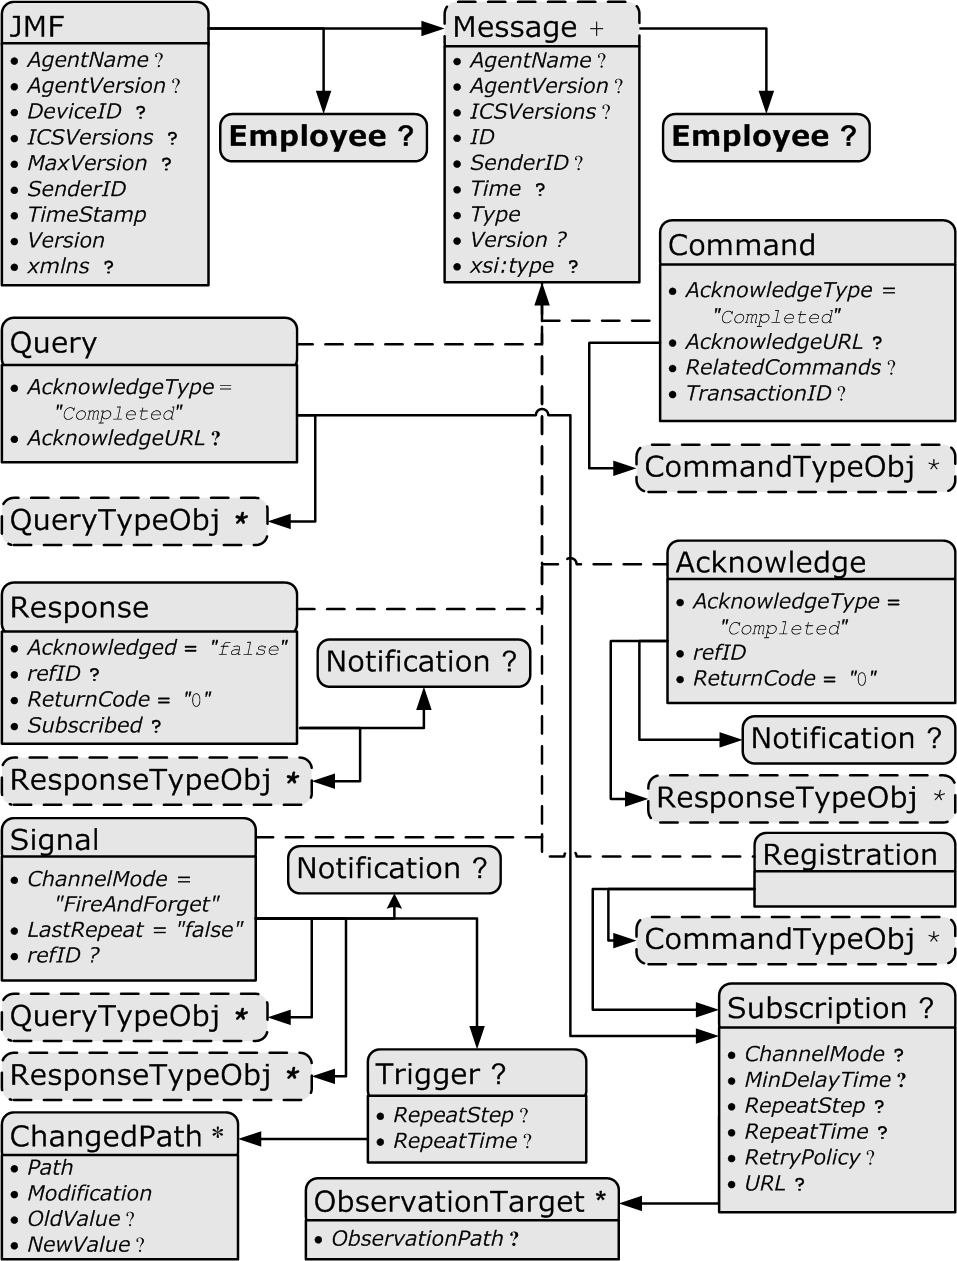 JMF
• AgentName ?
• AgentVersion ?
• DeviceID ?
• ICSVersions ?
• MaxVersion ?
• SenderID
• TimeStamp
• Version
• xmlns ?
Employee ?
Message +
• AgentName ?
• AgentVersion ?
• ICSVersions ?
• ID
• SenderID ?
• Time ?
• Type
• Version ?
• xsi:type ?
Employee ?
Command
• AcknowledgeType =
"Completed"
• AcknowledgeURL ?
• RelatedCommands ?
• TransactionID ?
CommandTypeObj *
Query
• AcknowledgeType =
"Completed"
• AcknowledgeURL ?
QueryTypeObj *
Acknowledge
• AcknowledgeType =
"Completed"
• refID
• ReturnCode = "0"
Notification ?
ResponseTypeObj *
Response
• Acknowledged = "false"
• refID ?
• ReturnCode = "0"
• Subscribed ?
Notification ?
ResponseTypeObj *
Signal
• ChannelMode =
"FireAndForget"
• LastRepeat = "false"
• refID ?
Notification ?
QueryTypeObj *
ResponseTypeObj *
Registration
CommandTypeObj *
Subscription ?
• ChannelMode ?
• MinDelayTime ?
• RepeatStep ?
• RepeatTime ?
• RetryPolicy ?
• URL ?
Trigger ?
• RepeatStep ?
• RepeatTime ?
ChangedPath *
• Path
• Modification
• OldValue ?
• NewValue ?
ObservationTarget *
• ObservationPath ?